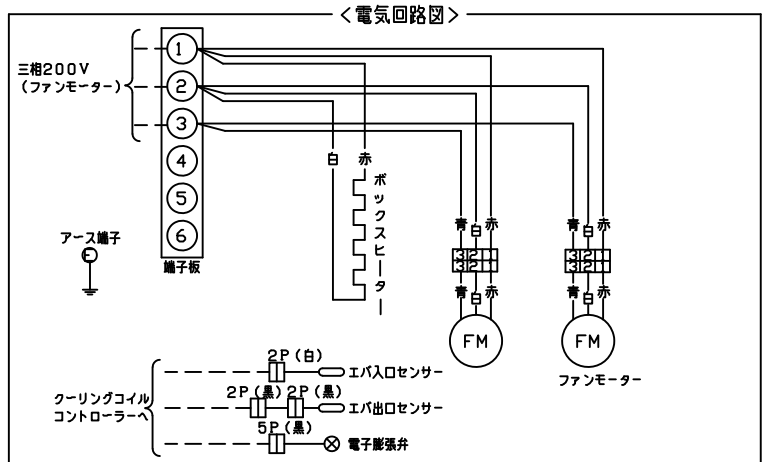 ＜電気回路図＞
三相200V
（ファンモーター）
1
2
3
4
5
6
端子板
アース端子
E
白 赤
ボックスヒーター
青 白 赤
3 2 1
3 2 1
青 白 赤
FM
青 白 赤
3 2 1
3 2 1
青 白 赤
FM
ファンモーター
クーリングコイル
コントローラーへ
2P（白） エバ入口センサー
2P（黒） 2P（黒） エバ出口センサー
5P（黒） 電子膨張弁